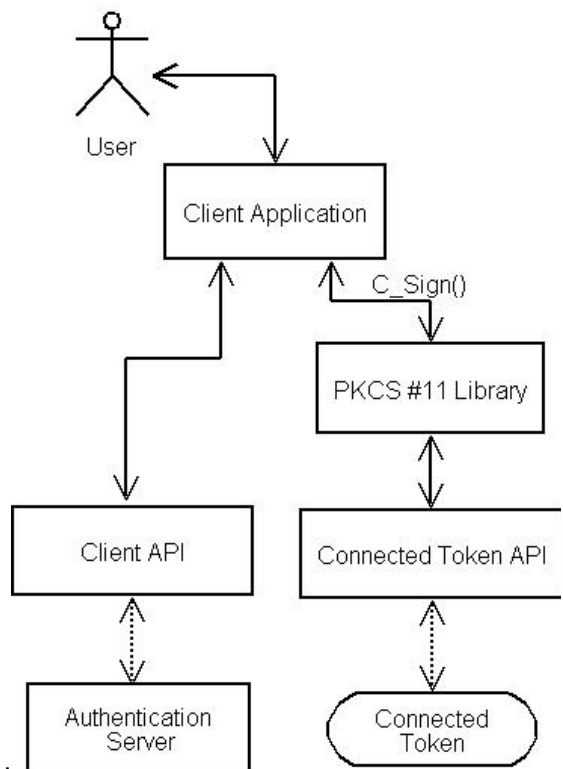 User
Client Application
C_Sign()
PKCS #11 Library
Client API
Connected Token API
Authentication
Server
Connected
Token